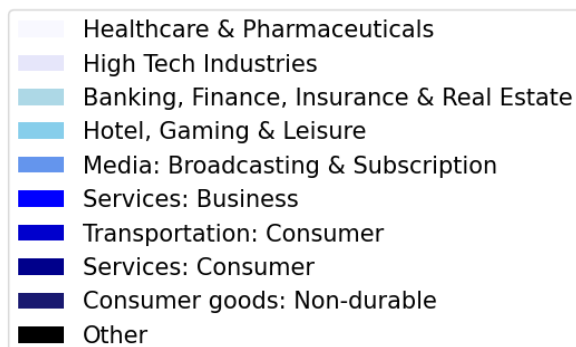 Healthcare & Pharmaceuticals
High Tech Industries
Banking, Finance, Insurance & Real Estate
Hotel, Gaming & Leisure
Media: Broadcasting & Subscription
Services: Business
Transportation: Consumer
Services: Consumer
Consumer goods: Non-durable
Other